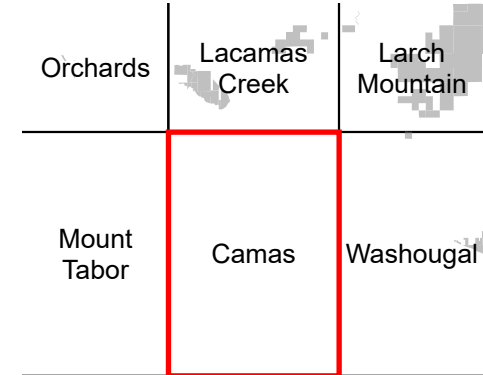 Orchards
Lacamas
Creek
Larch
Mountain
Mount
Tabor
Camas
Washougal